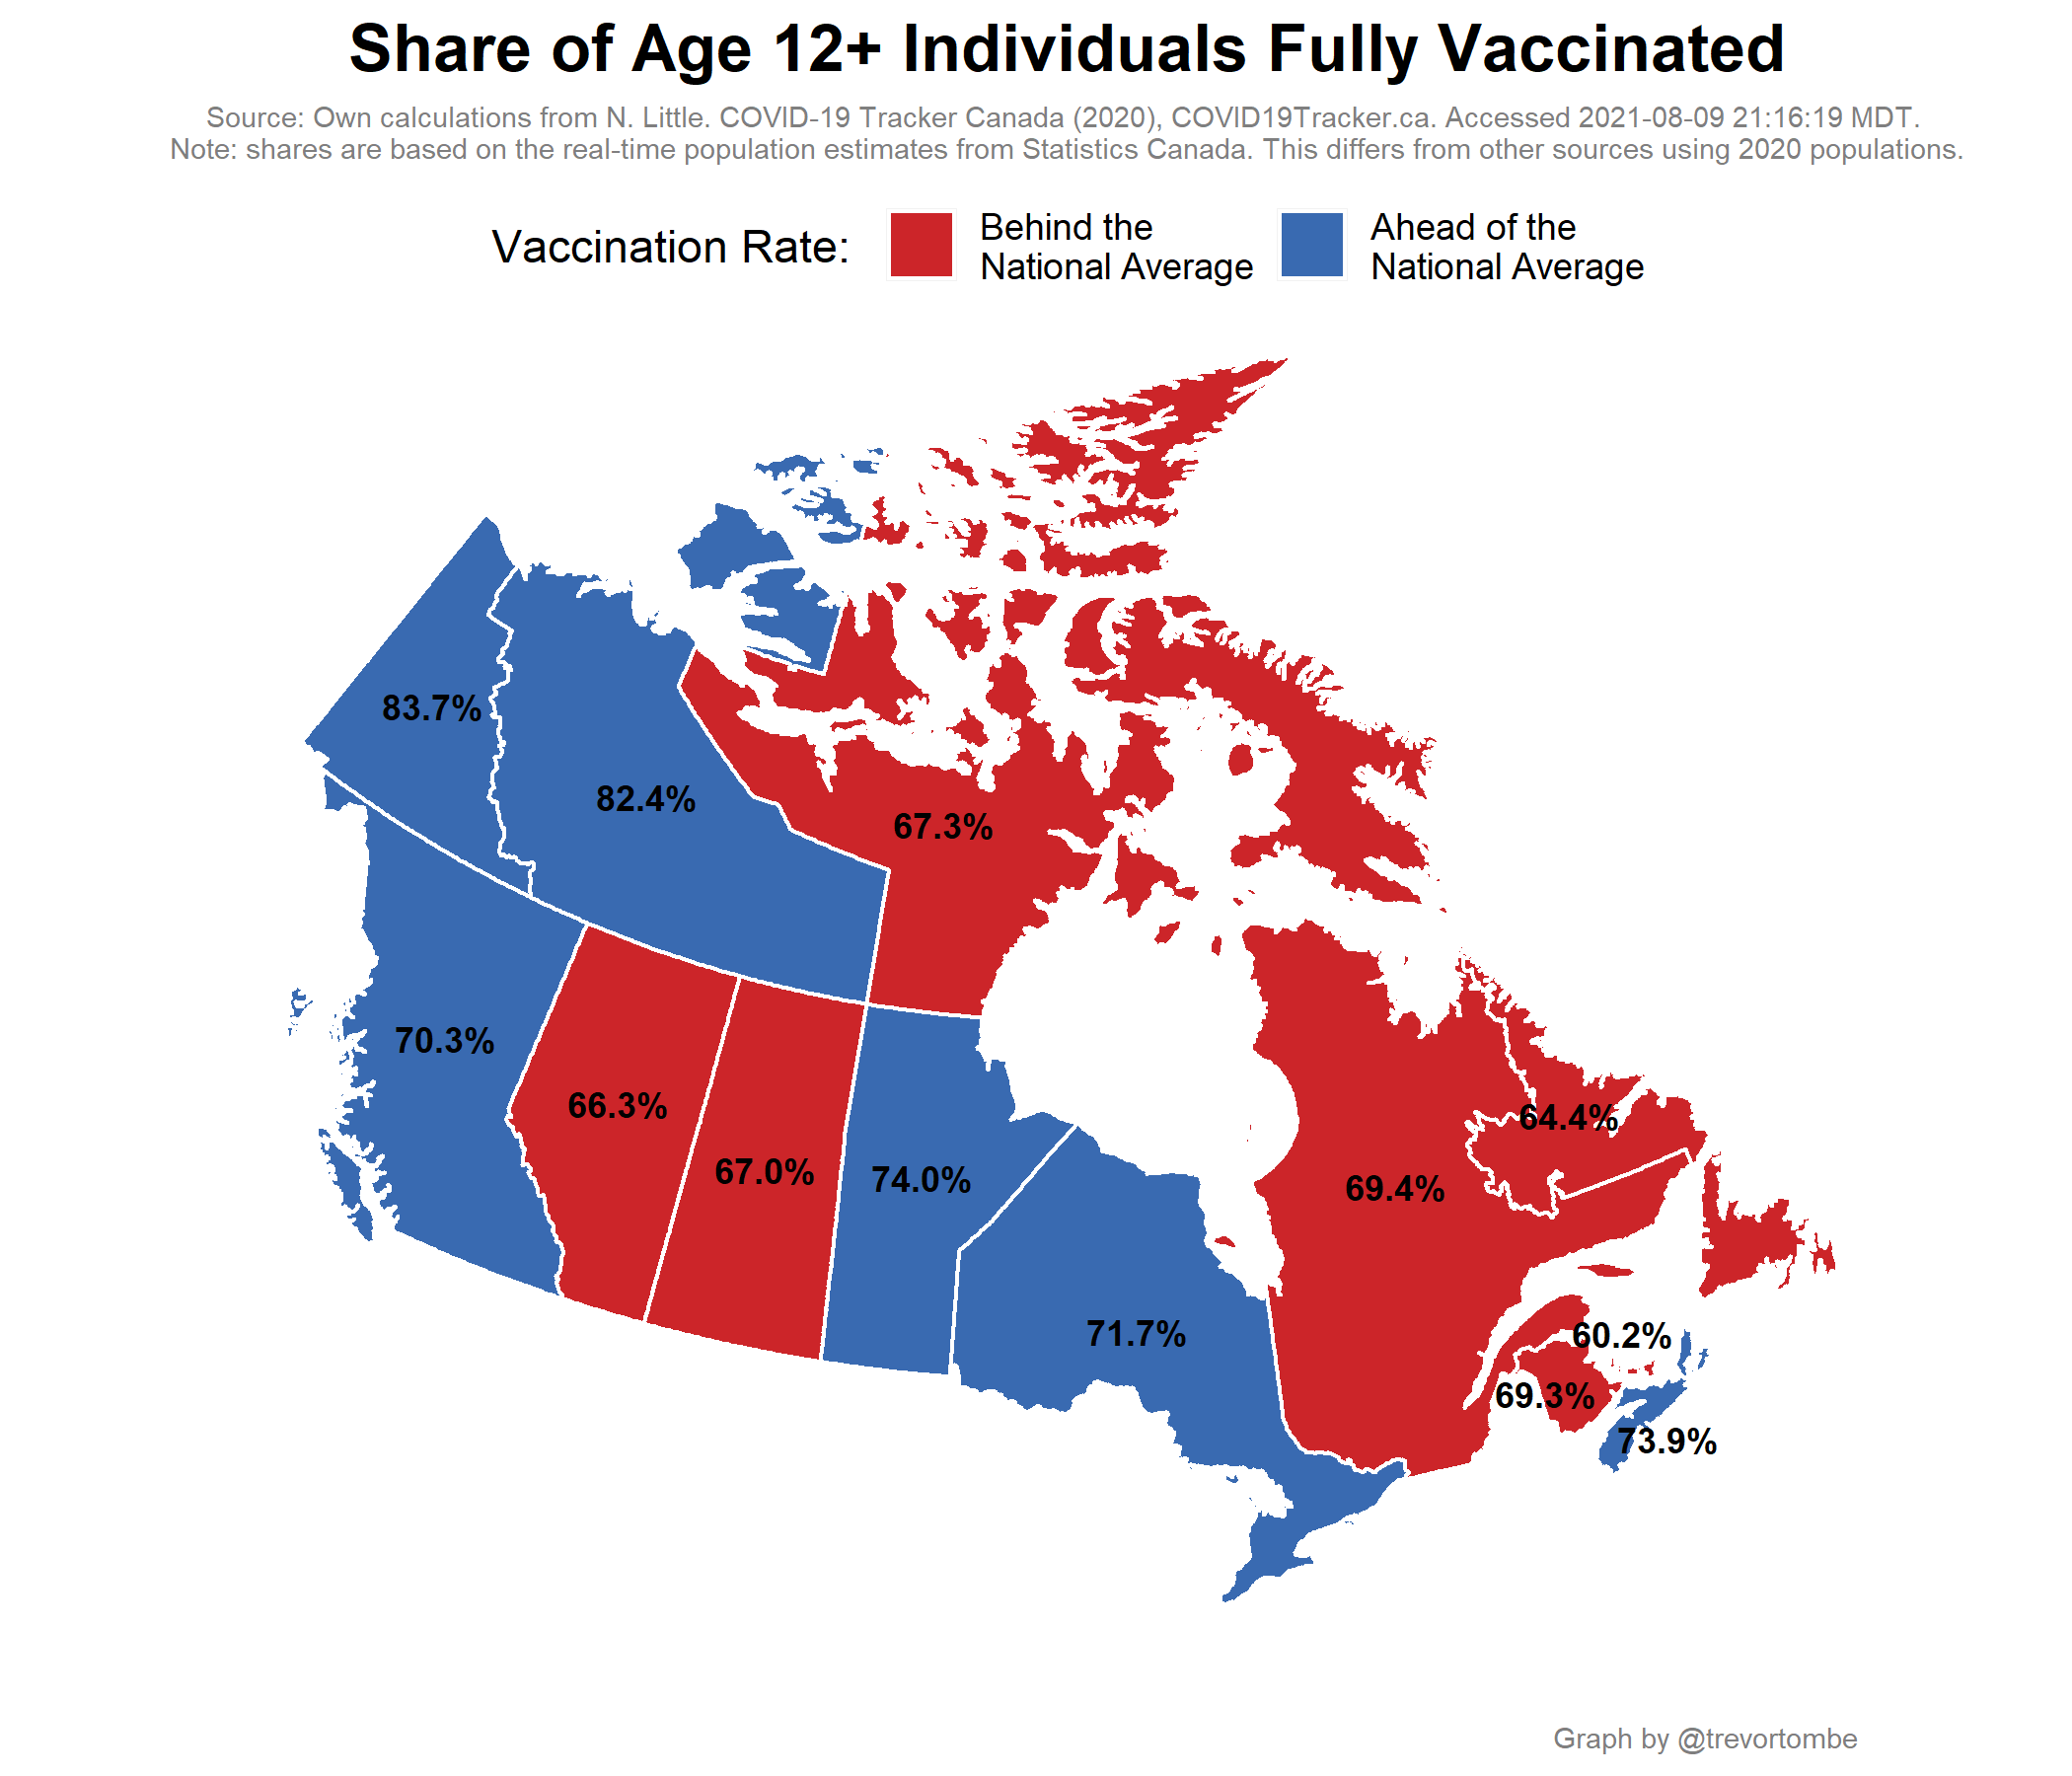 Share of Age 12+ Individuals Fully Vaccinated
Source: Own calculations from N. Little. COVID-19 Tracker Canada (2020), COVID19Tracker.ca. Accessed 2021-08-09 21:16:19 MDT.
Note: shares are based on the real-time population estimates from Statistics Canada. This differs from other sources using 2020 populations.
Vaccination Rate:
Behind the
National Average
Ahead of the
National Average
83.7%
82.4%
67.3%
70.3%
66.3%
67.0%
74.0%
71.7%
69.4%
64.4%
60.2%
69.3%
73.9%
Graph by @trevortombe